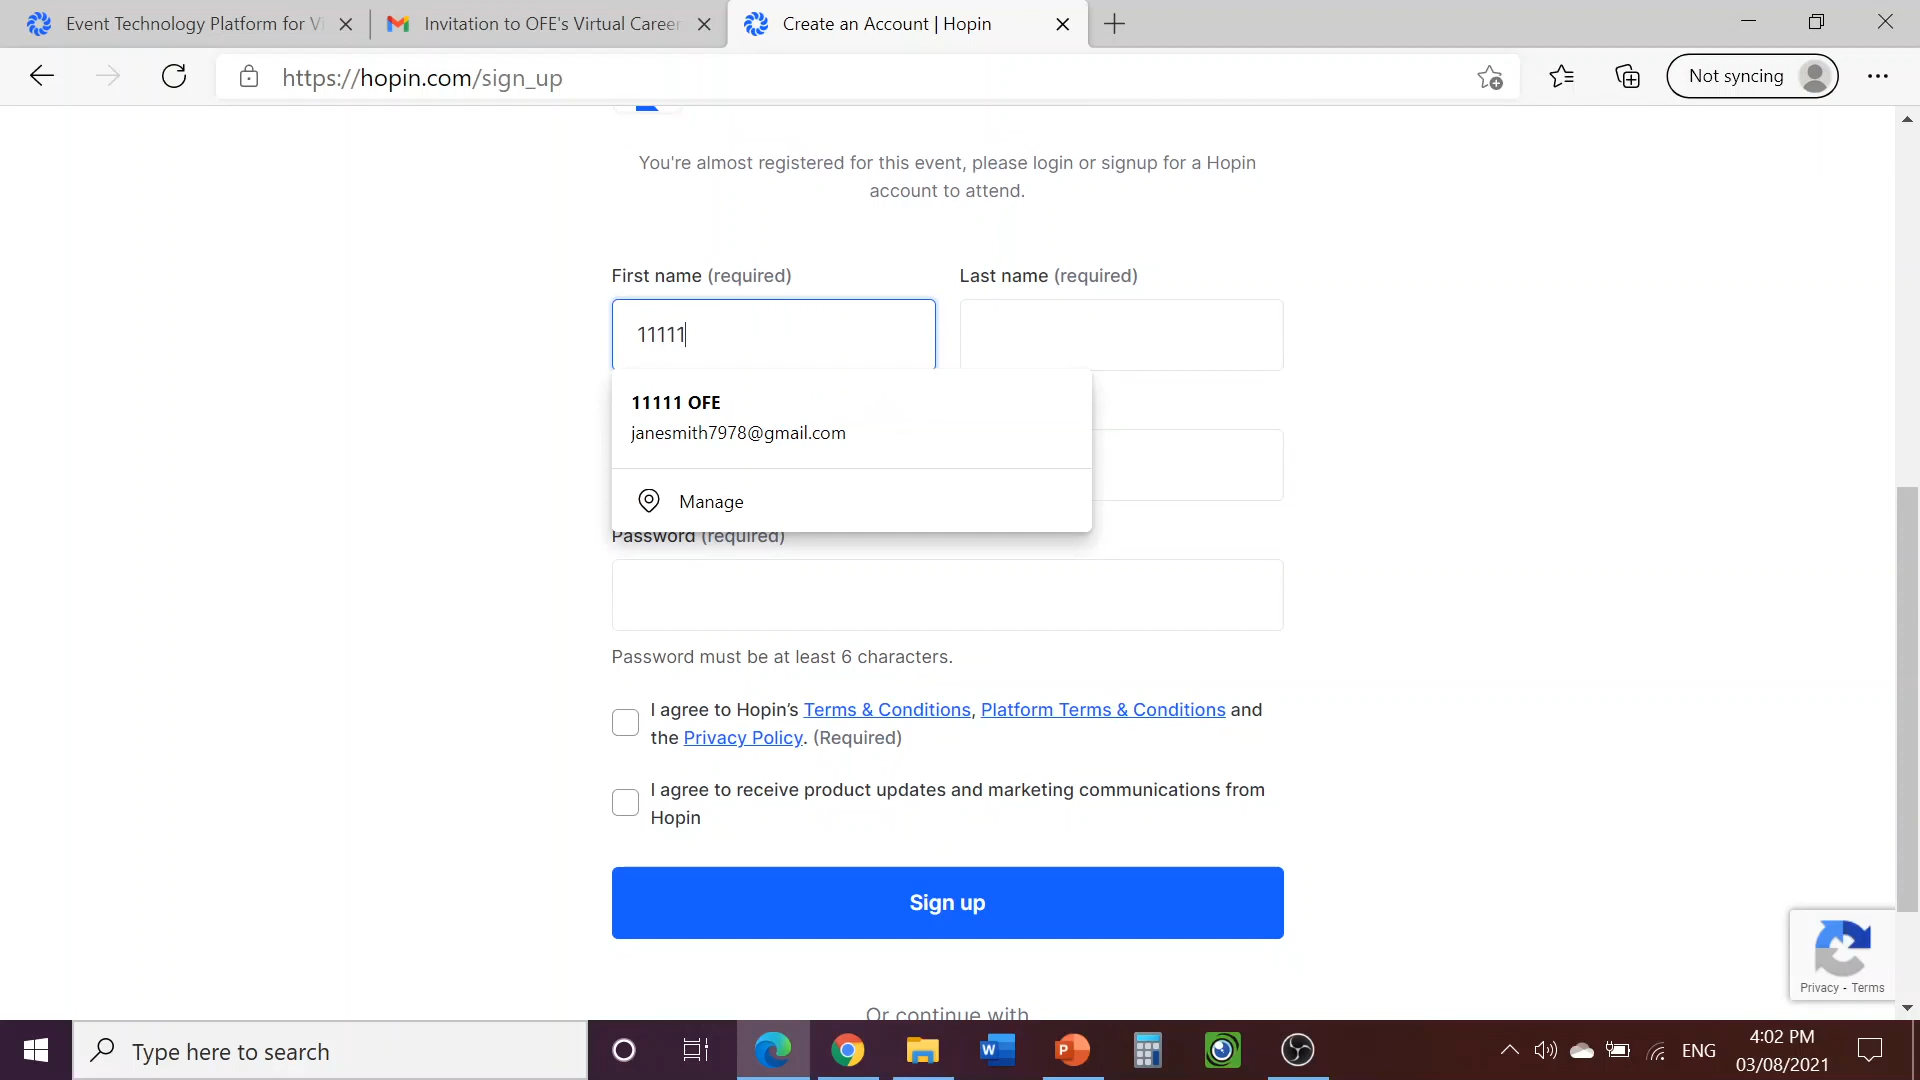 Event Technology Platform for Vi
Invitation to OFE's Virtual Career
Create an Account | Hopin
https://hopin.com/sign_up
Not syncing
You're almost registered for this event, please login or signup for a Hopin
account to attend.
First name (required)
Last name (required)
11111
11111 OFE
janesmith7978@gmail.com
Manage
Password (required)
Password must be at least 6 characters.
I agree to Hopin’s Terms & Conditions, Platform Terms & Conditions and
the Privacy Policy. (Required)
I agree to receive product updates and marketing communications from
Hopin
Sign up
Privacy - Terms
Or continue with
Type here to search
W
P
ENG
4:02 PM
03/08/2021